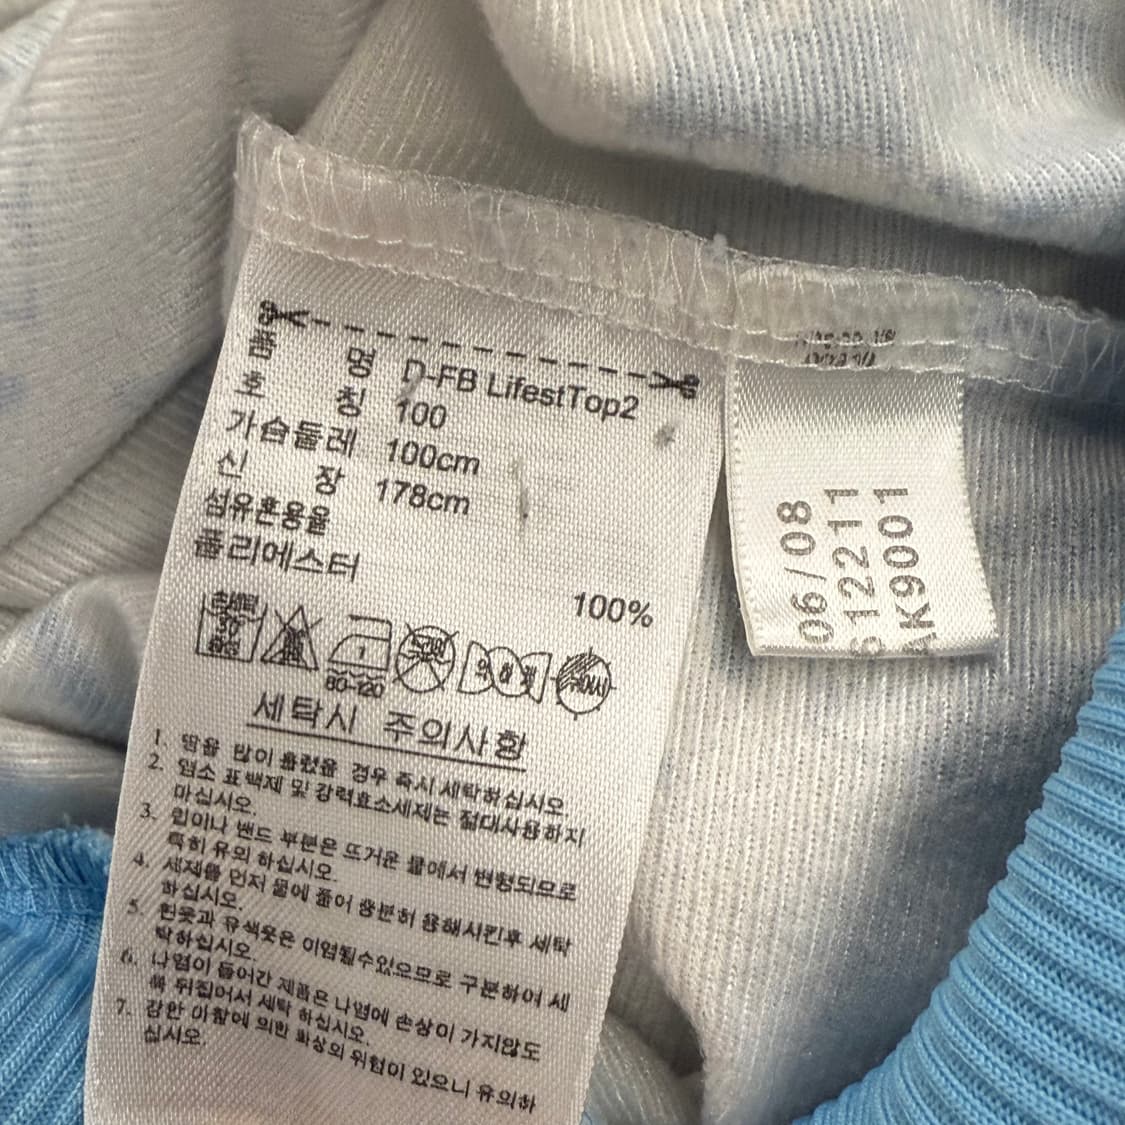 품 명 D-FB LifestTop2
호 칭 100
가슴둘레 100cm
신 장 178cm
섬유혼용율
폴리에스터
100%
80-120
세탁시 주의사항
1. 땀을 많이 흘렸을 경우 즉시 세탁하십시오.
2. 염소 표백제 및 강력효소세제는 절대사용하지
마십시오.
3. 립이나 밴드 부분은 뜨거운 물에서 변형되므로
특히 유의 하십시오.
4. 세제를 먼저 물에 풀어 충분히 용해시킨후 세탁
하십시오.
5. 흰옷과 유색옷은 이염될수있으므로 구분하여 세
탁하십시오.
6. 나염이 들어간 제품은 나염에 손상이 가지않도
록 뒤집어서 세탁 하십시오.
7. 강한 마찰에 의한 화상의 위험이 있으니 유의하
십시오.
06/08
612211
AK9001